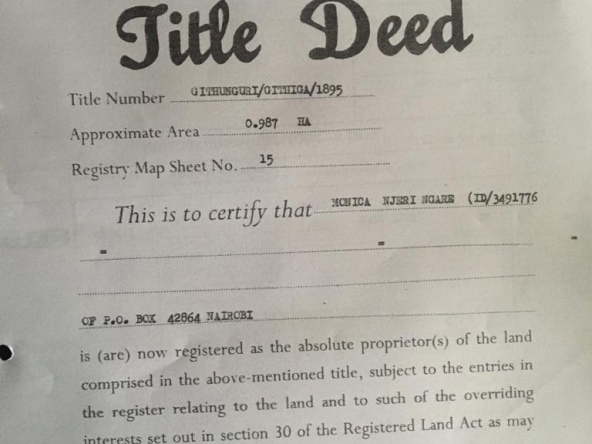 Title Deed
Title Number GITHUNGURI/GITHIGA/1895
Approximate Area 0.987 HA
Registry Map Sheet No. 15
This is to certify that MONICA NJERI NGARE (ID/3491776
OF P.O. BOX 42864 NAIROBI
is (are) now registered as the absolute proprietor(s) of the land
comprised in the above-mentioned title, subject to the entries in
the register relating to the land and to such of the overriding
interests set out in section 30 of the Registered Land Act as may